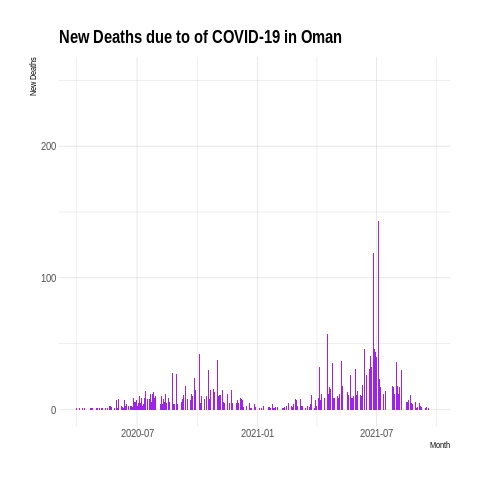 New Deaths due to of COVID-19 in Oman
New Deaths
200
100
0
2020-07
2021-01
2021-07
Month